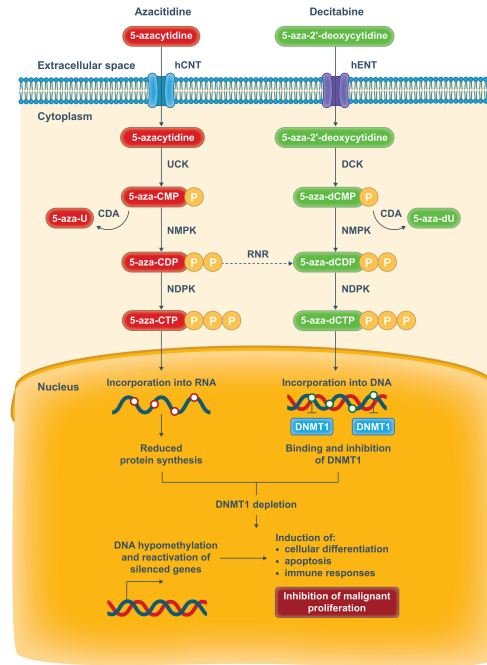 Azacitidine
Decitabine
5-azacytidine
5-aza-2'-deoxycytidine
Extracellular space
hCNT
hENT
Cytoplasm
5-azacytidine
5-aza-2'-deoxycytidine
UCK
DCK
5-aza-CMP P
5-aza-dCMP P
5-aza-U
CDA
CDA
5-aza-dU
NMPK
NMPK
5-aza-CDP P P
RNR
5-aza-dCDP P P
NDPK
NDPK
5-aza-CTP P P P
5-aza-dCTP P P P
Nucleus
Incorporation into RNA
Incorporation into DNA
DNMT1
DNMT1
Reduced
protein synthesis
Binding and inhibition
of DNMT1
DNMT1 depletion
DNA hypomethylation
and reactivation of
silenced genes
Induction of:
• cellular differentiation
• apoptosis
• immune responses
Inhibition of malignant
proliferation